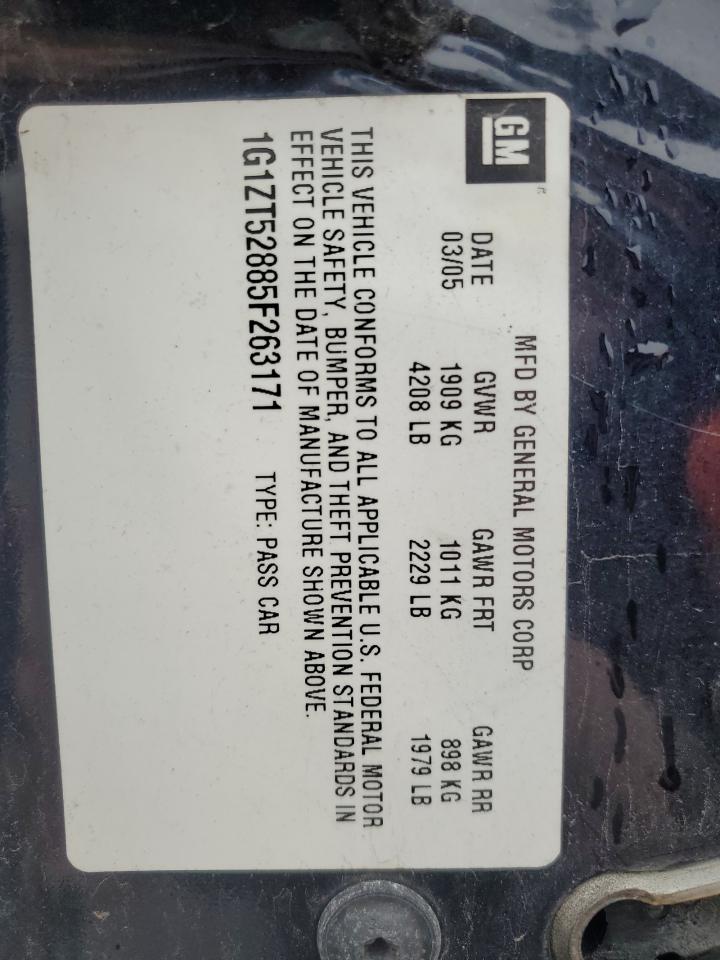 GM
MFD BY GENERAL MOTORS CORP
DATE GVWR GAWR FRT GAWR RR
03/05 1909 KG 1011 KG 898 KG
4208 LB 2229 LB 1979 LB
THIS VEHICLE CONFORMS TO ALL APPLICABLE U.S. FEDERAL MOTOR
VEHICLE SAFETY, BUMPER, AND THEFT PREVENTION STANDARDS IN
EFFECT ON THE DATE OF MANUFACTURE SHOWN ABOVE.
1G1ZT52885F263171 TYPE: PASS CAR